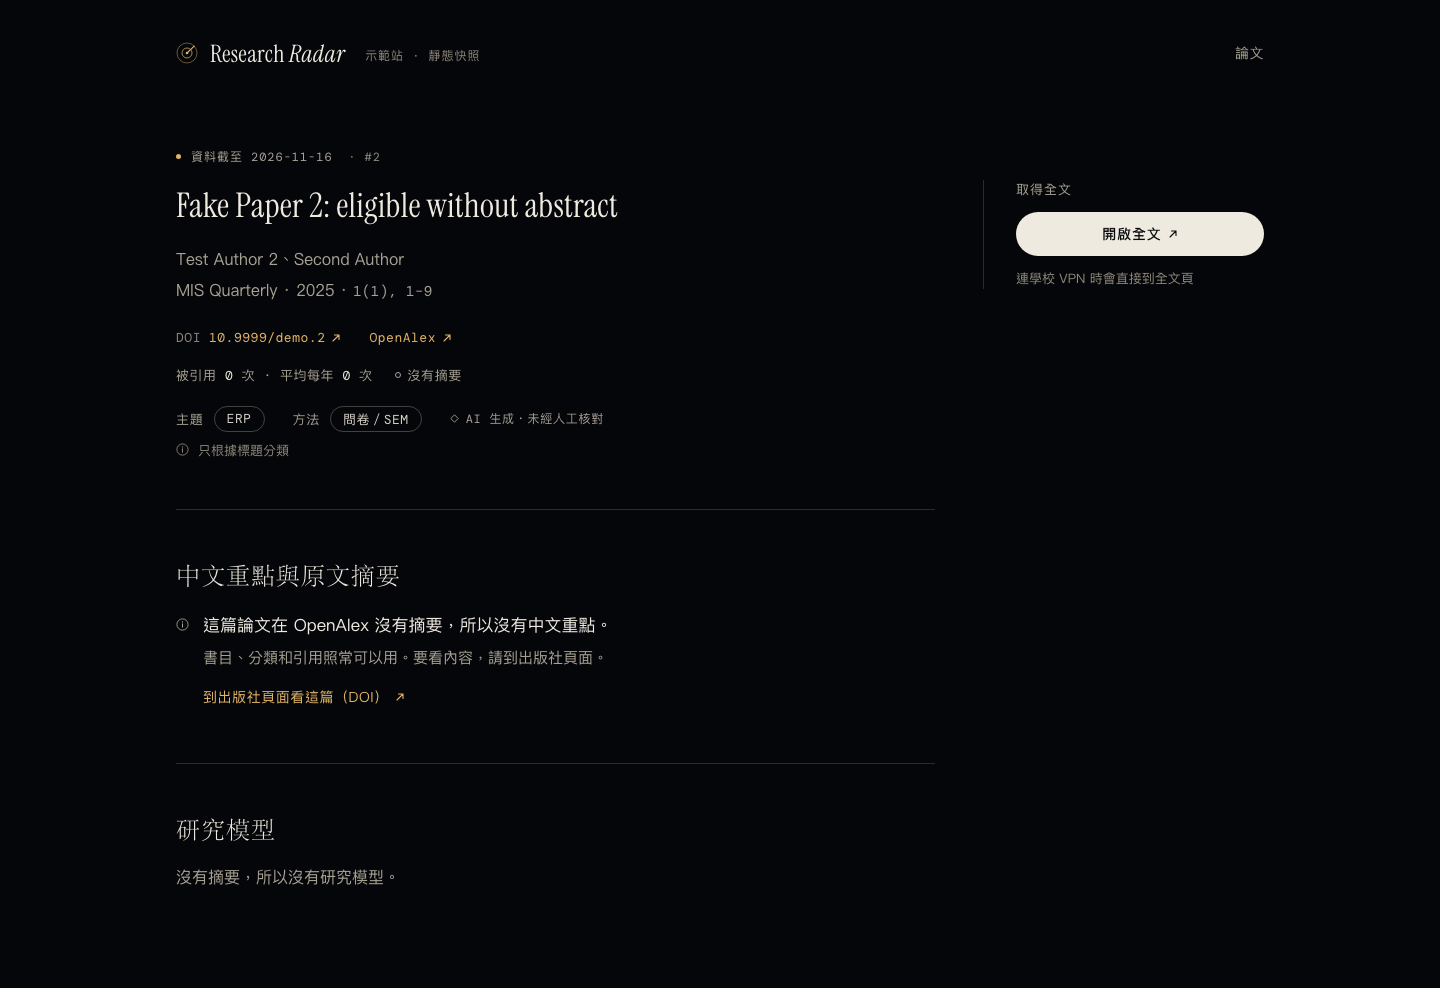 Research Radar 示範站 · 靜態快照
論文
資料截至 2026-11-16 · #2
Fake Paper 2: eligible without abstract
Test Author 2、Second Author
MIS Quarterly · 2025 · 1(1), 1–9
DOI 10.9999/demo.2 ↗ OpenAlex ↗
被引用 0 次 · 平均每年 0 次 沒有摘要
主題 ERP 方法 問卷 / SEM ◇ AI 生成 · 未經人工核對
ⓘ 只根據標題分類
取得全文
開啟全文 ↗
連學校 VPN 時會直接到全文頁
中文重點與原文摘要
ⓘ 這篇論文在 OpenAlex 沒有摘要，所以沒有中文重點。
書目、分類和引用照常可以用。要看內容，請到出版社頁面。
到出版社頁面看這篇（DOI） ↗
研究模型
沒有摘要，所以沒有研究模型。